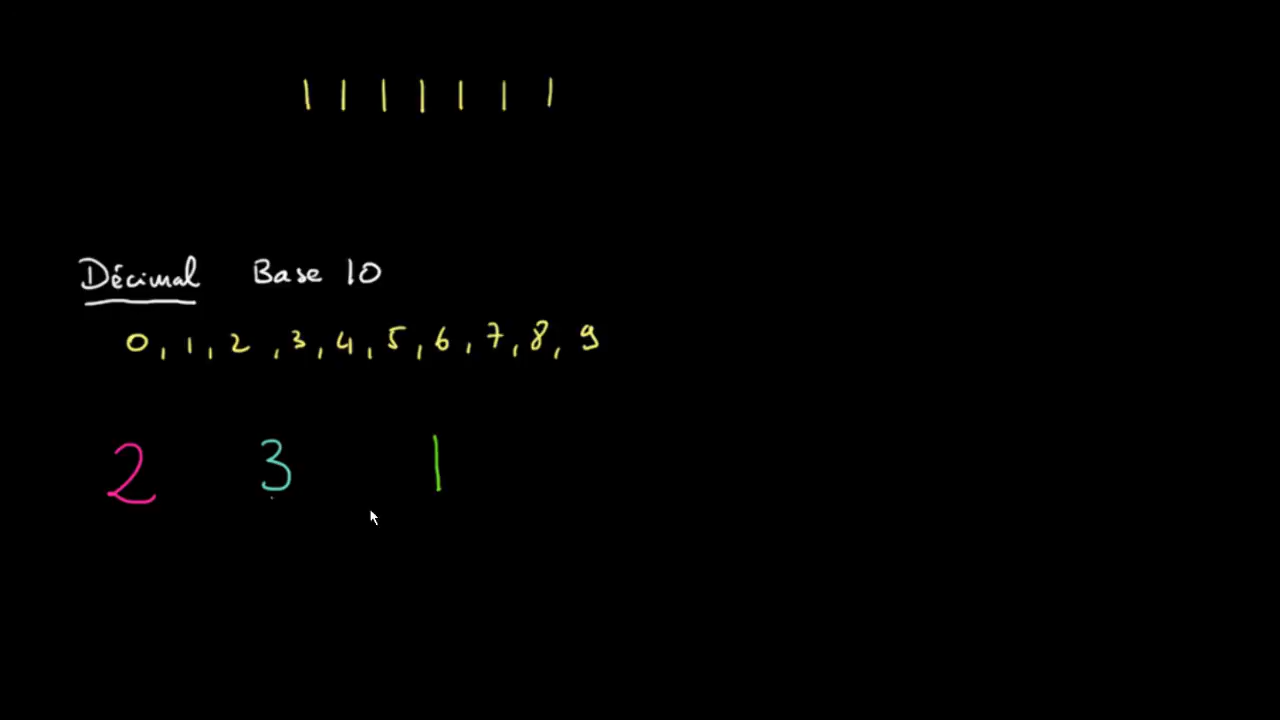 | | | | | | |
Décimal Base 10
0, 1, 2, 3, 4, 5, 6, 7, 8, 9
2 3 1